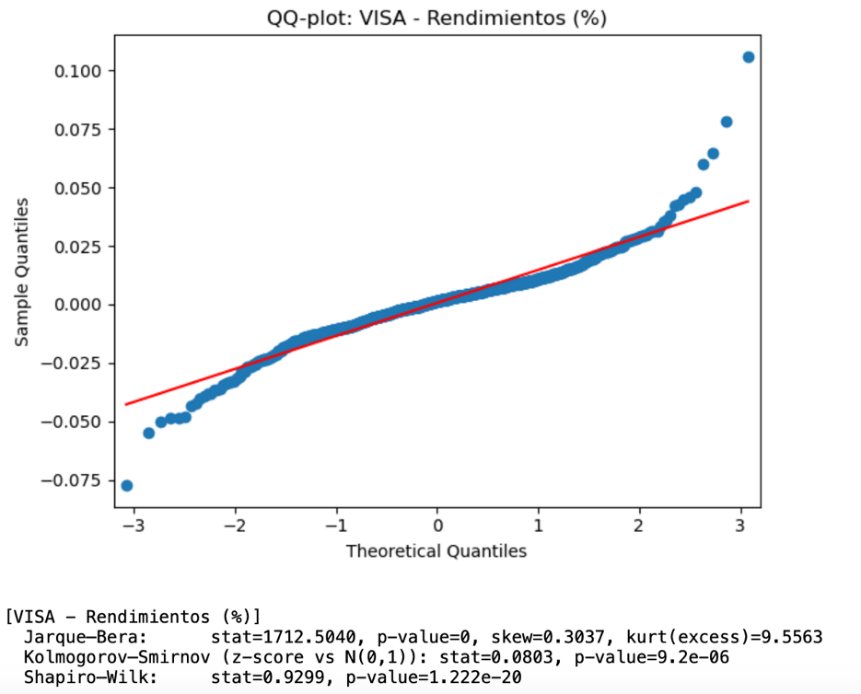 QQ-plot: VISA - Rendimientos (%)
0.100
0.075
0.050
0.025
0.000
−0.025
−0.050
−0.075
Sample Quantiles
−3
−2
−1
0
1
2
3
Theoretical Quantiles
[VISA – Rendimientos (%)]
Jarque–Bera: stat=1712.5040, p-value=0, skew=0.3037, kurt(excess)=9.5563
Kolmogorov–Smirnov (z-score vs N(0,1)): stat=0.0803, p-value=9.2e-06
Shapiro-Wilk: stat=0.9299, p-value=1.222e-20